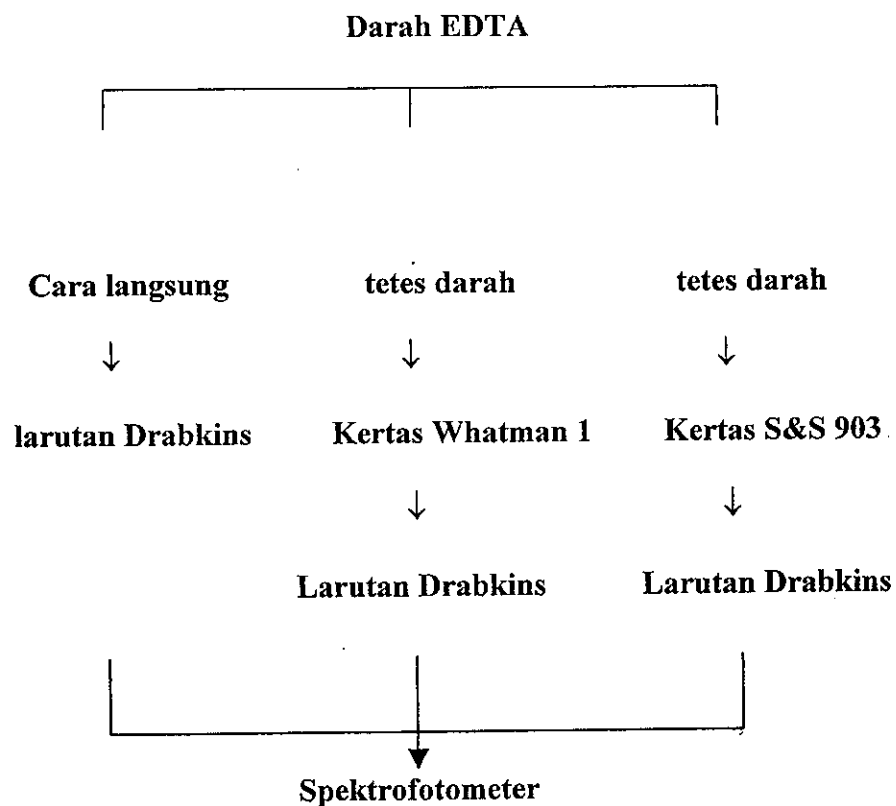 Darah EDTA
Cara langsung tetes darah tetes darah
↓ ↓ ↓
larutan Drabkins Kertas Whatman 1 Kertas S&S 903
↓ ↓
Larutan Drabkins Larutan Drabkins
Spektrofotometer